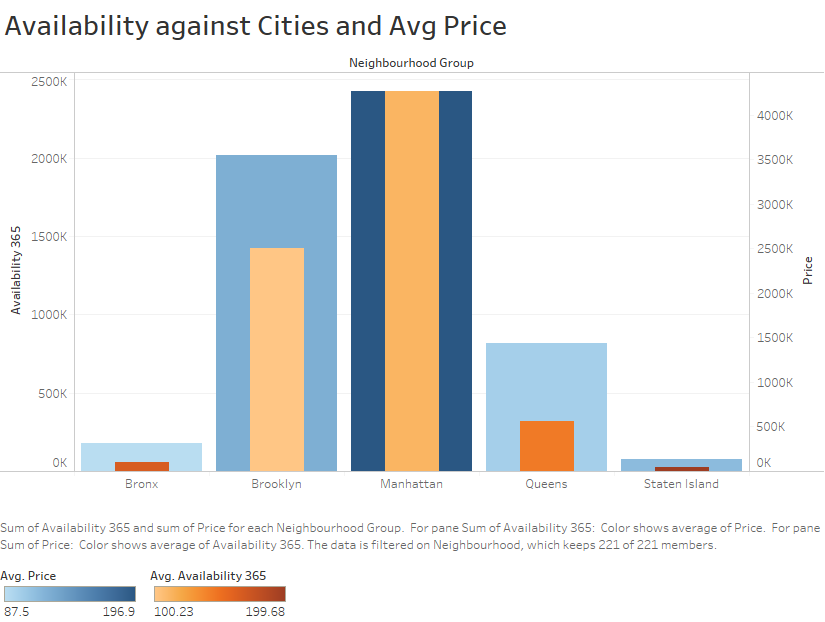 Availability against Cities and Avg Price
Neighbourhood Group
2500K
2000K
1500K
1000K
500K
0K
Availability 365
4000K
3500K
3000K
2500K
2000K
1500K
1000K
500K
0K
Price
Bronx Brooklyn Manhattan Queens Staten Island
Sum of Availability 365 and sum of Price for each Neighbourhood Group. For pane Sum of Availability 365: Color shows average of Price. For pane
Sum of Price: Color shows average of Availability 365. The data is filtered on Neighbourhood, which keeps 221 of 221 members.
Avg. Price Avg. Availability 365
87.5 196.9 100.23 199.68